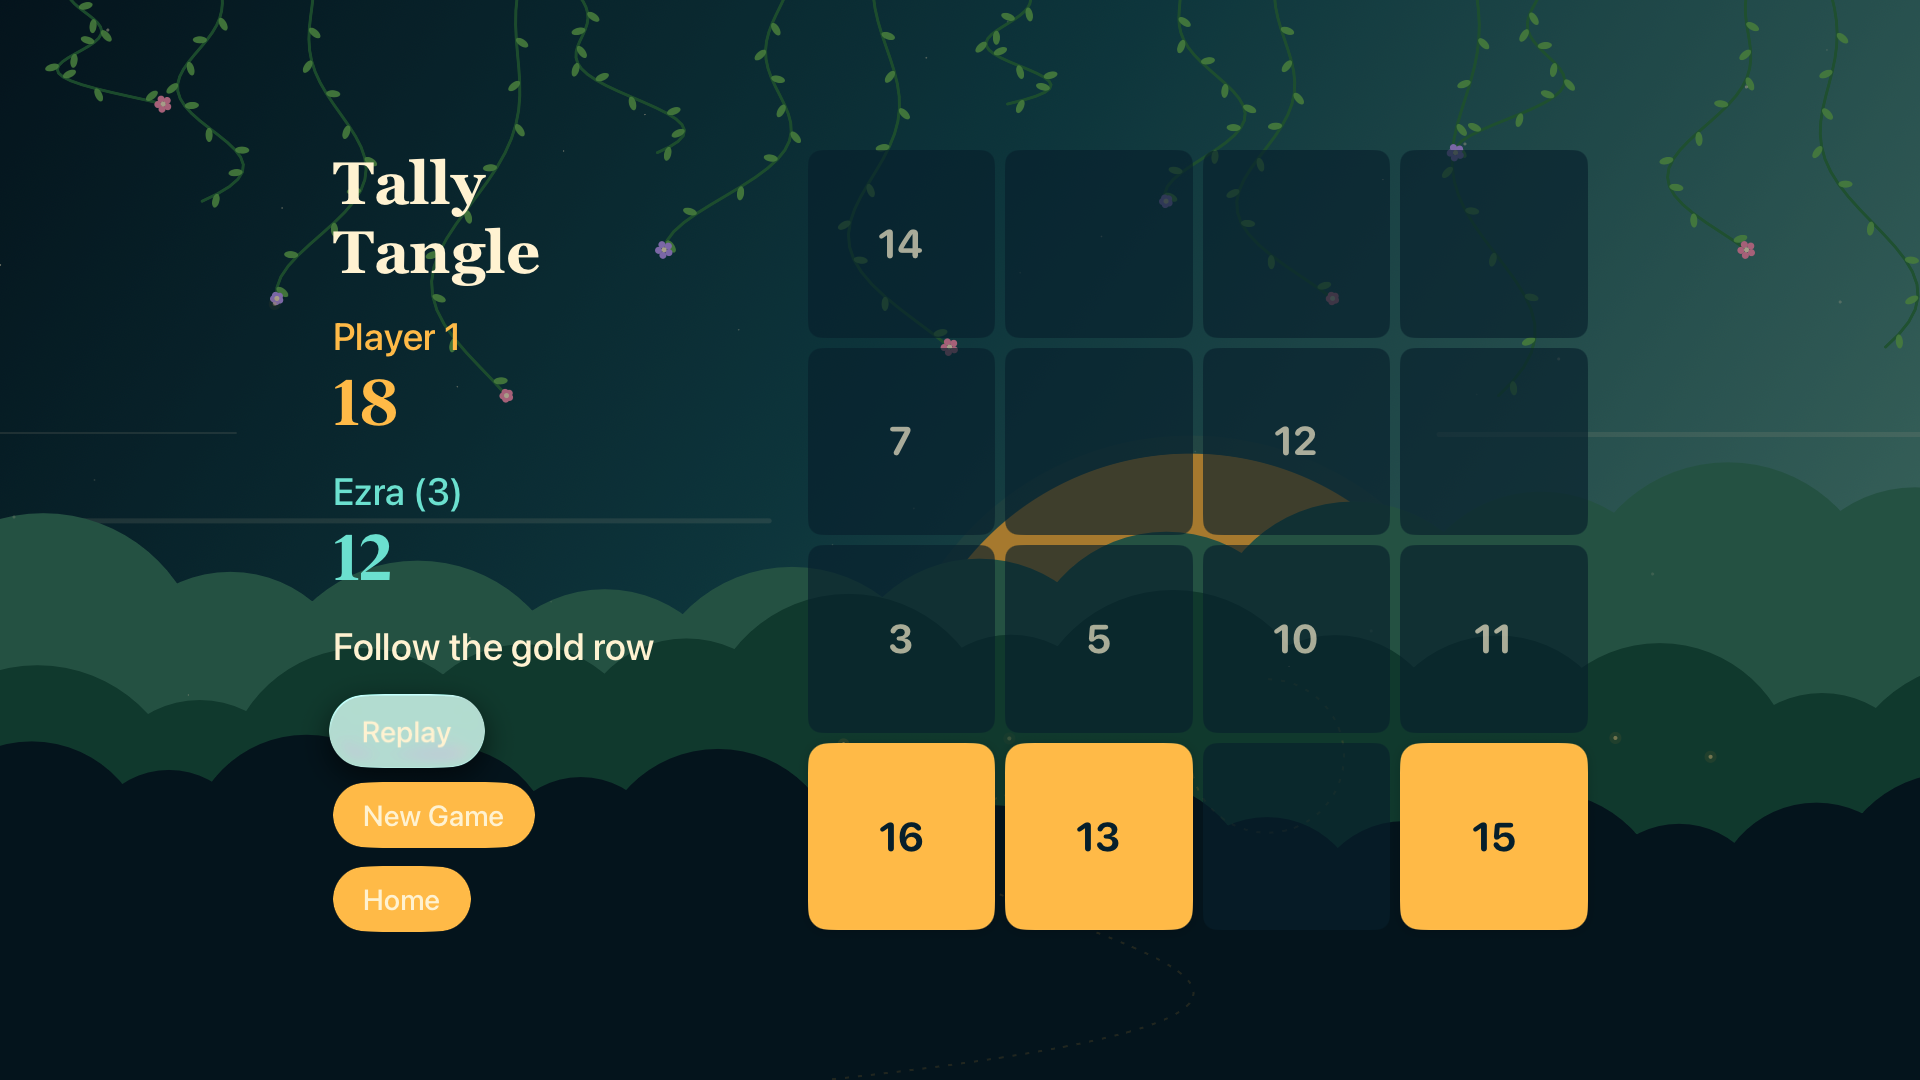 Tally
Tangle
Player 1
18
Ezra (3)
12
Follow the gold row
Replay
New Game
Home
14
7 12
3 5 10 11
16 13 15